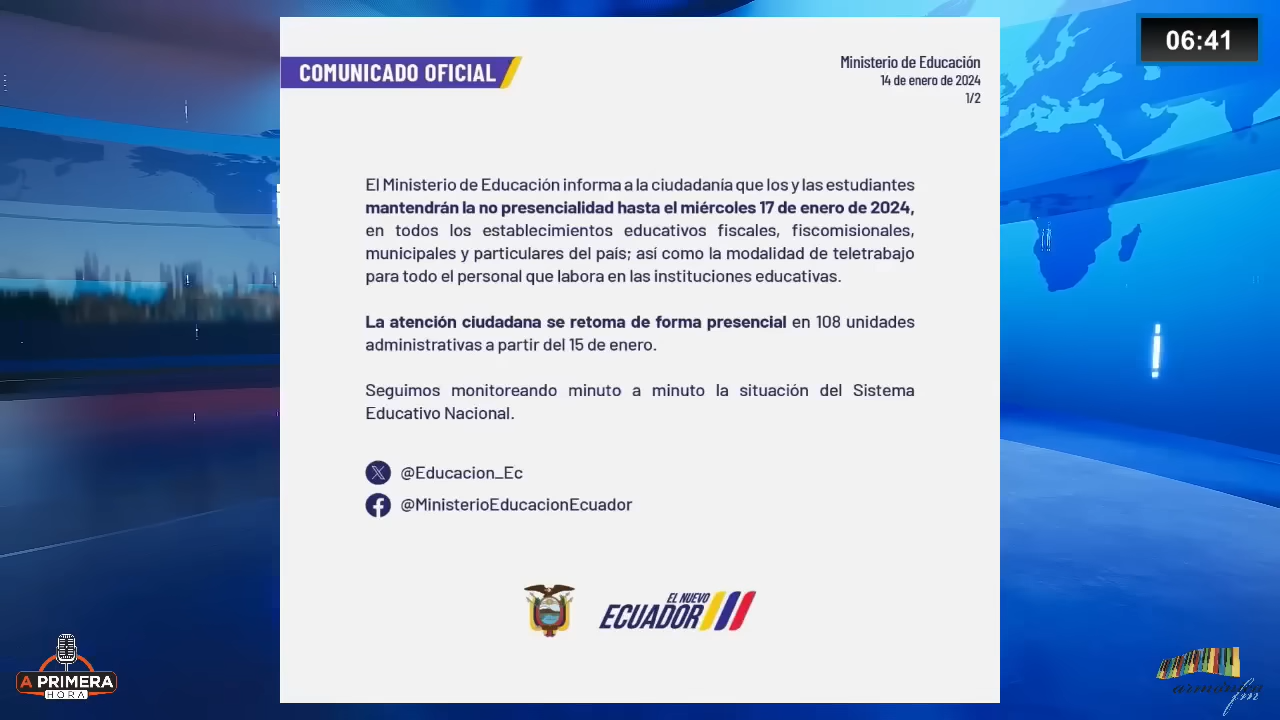 06:41
COMUNICADO OFICIAL
Ministerio de Educación
14 de enero de 2024
1/2
El Ministerio de Educación informa a la ciudadanía que los y las estudiantes
mantendrán la no presencialidad hasta el miércoles 17 de enero de 2024,
en todos los establecimientos educativos fiscales, fiscomisionales,
municipales y particulares del país; así como la modalidad de teletrabajo
para todo el personal que labora en las instituciones educativas.
La atención ciudadana se retoma de forma presencial en 108 unidades
administrativas a partir del 15 de enero.
Seguimos monitoreando minuto a minuto la situación del Sistema
Educativo Nacional.
@Educacion_Ec
@MinisterioEducacionEcuador
EL NUEVO
ECUADOR
A PRIMERA
HORA
fm